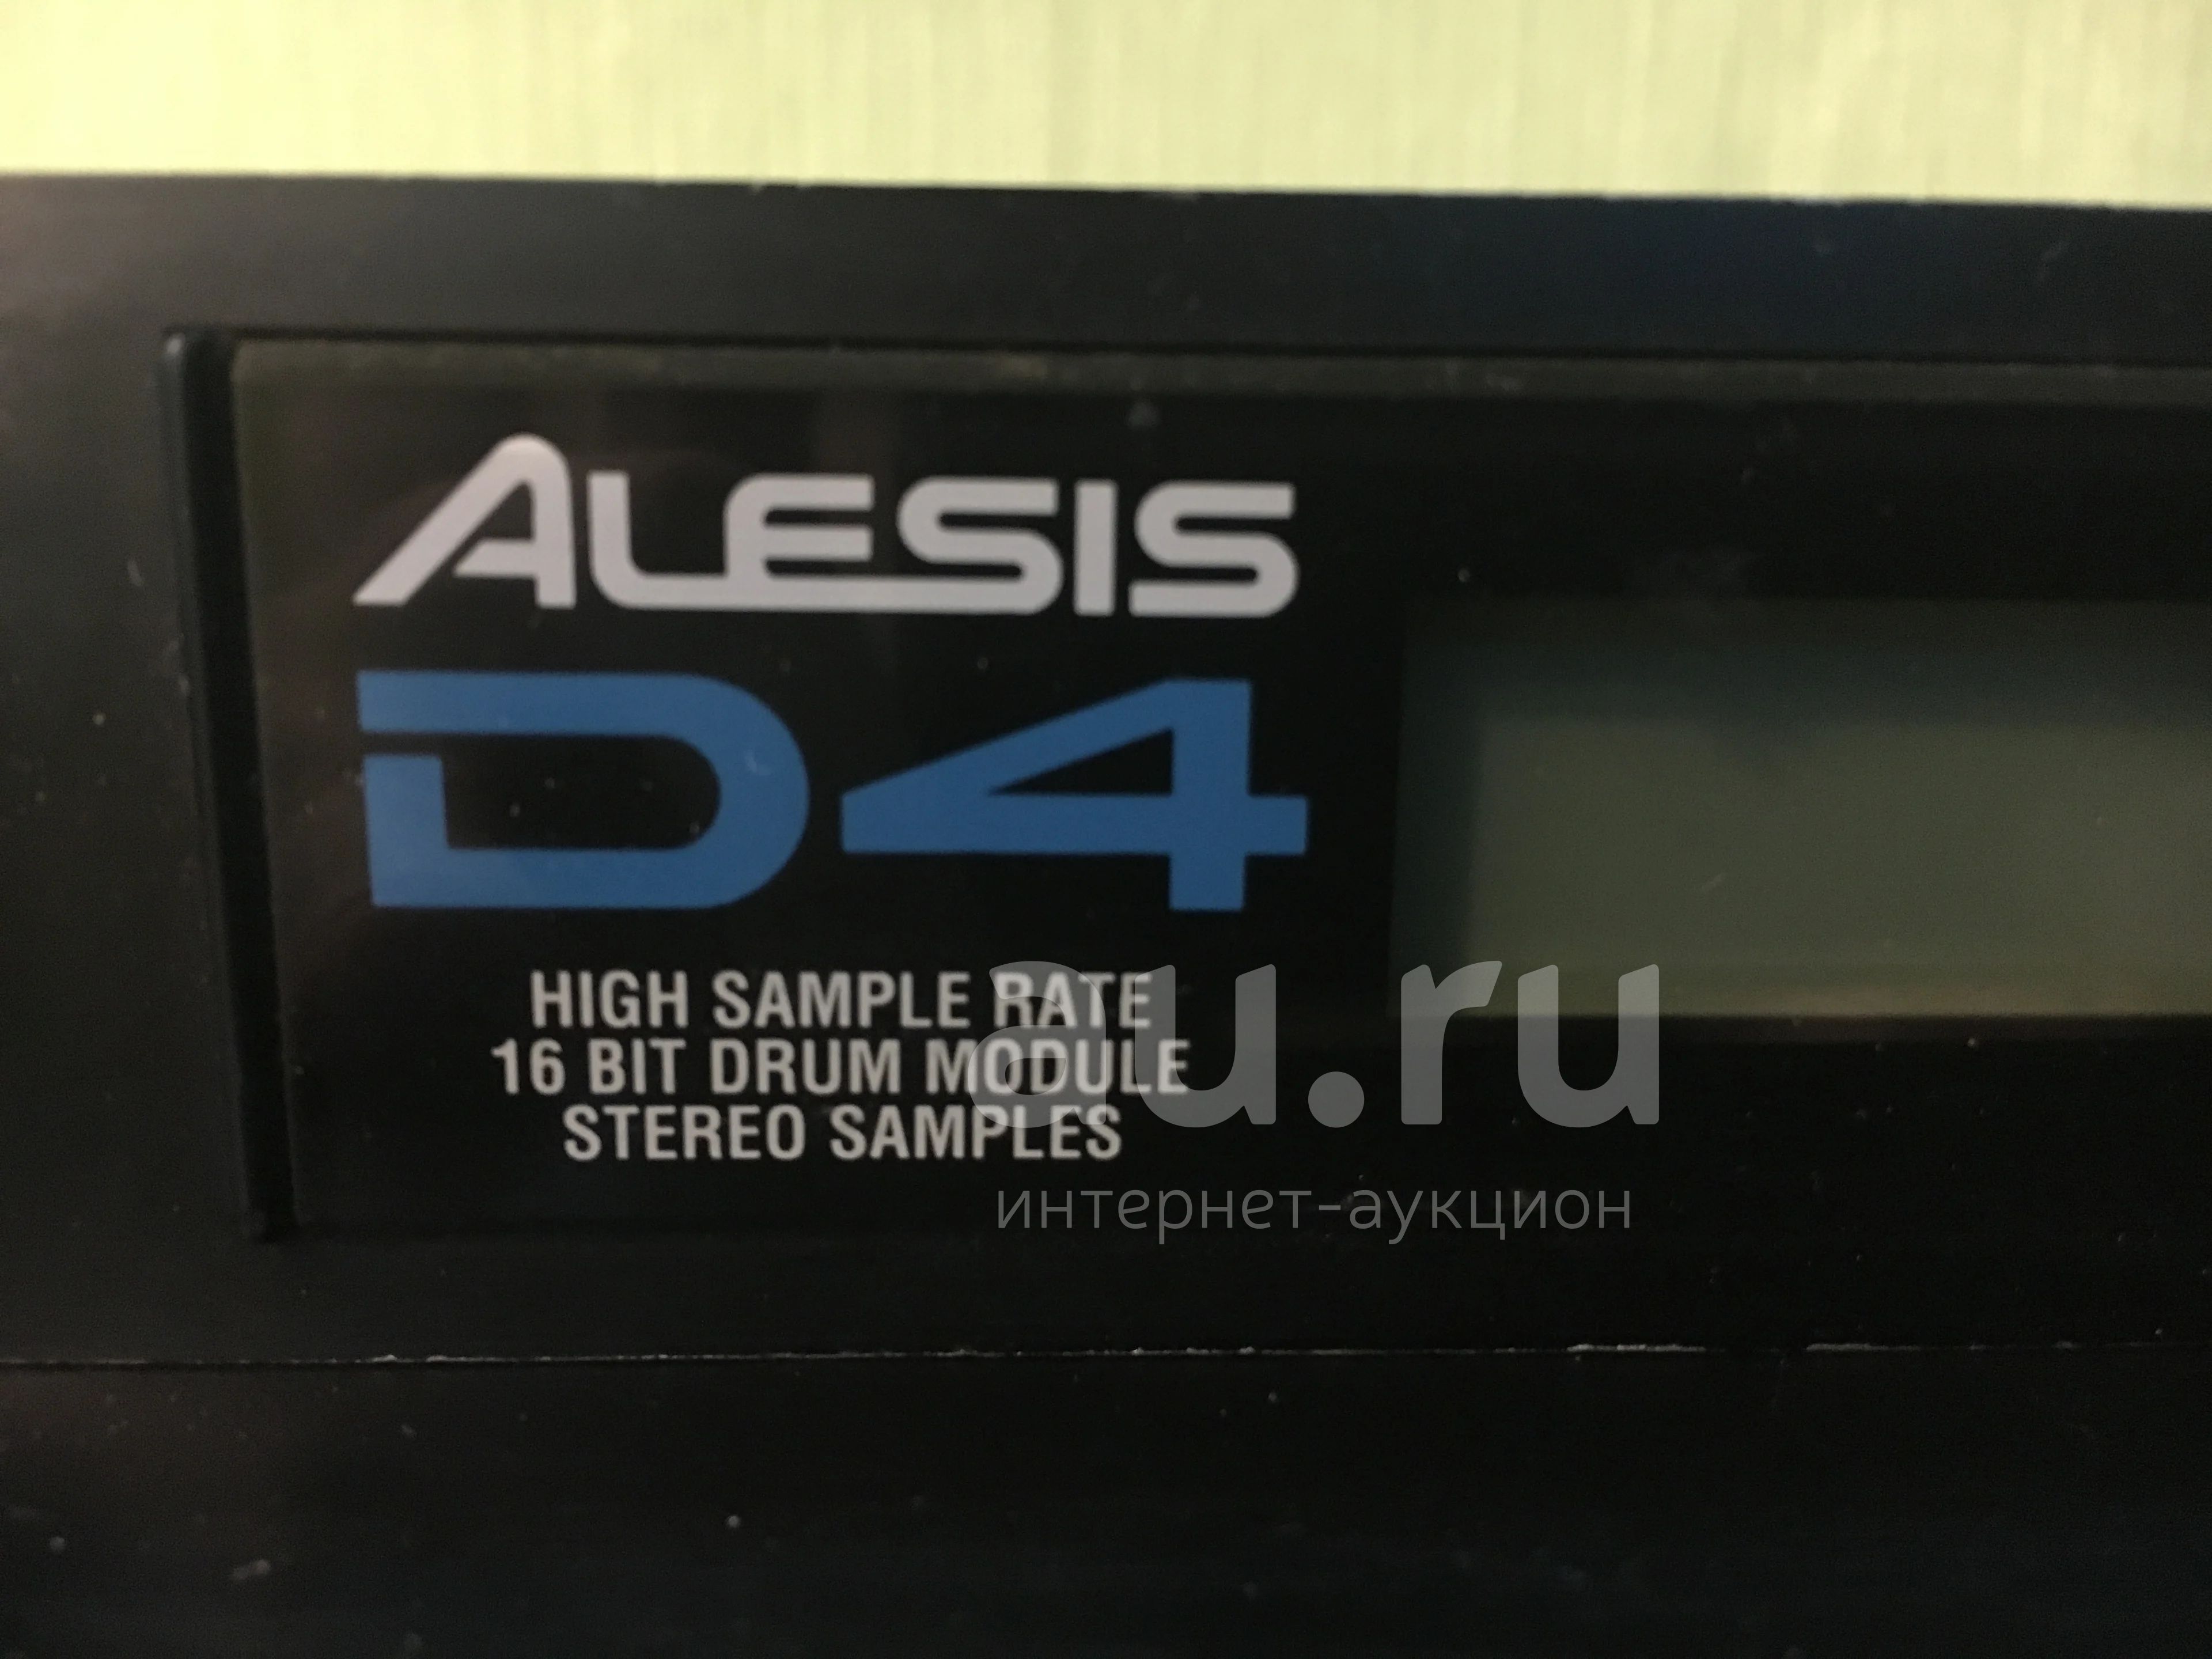 ALESIS
D4
HIGH SAMPLE RATE
16 BIT DRUM MODULE
STEREO SAMPLES
au.ru
интернет-аукцион